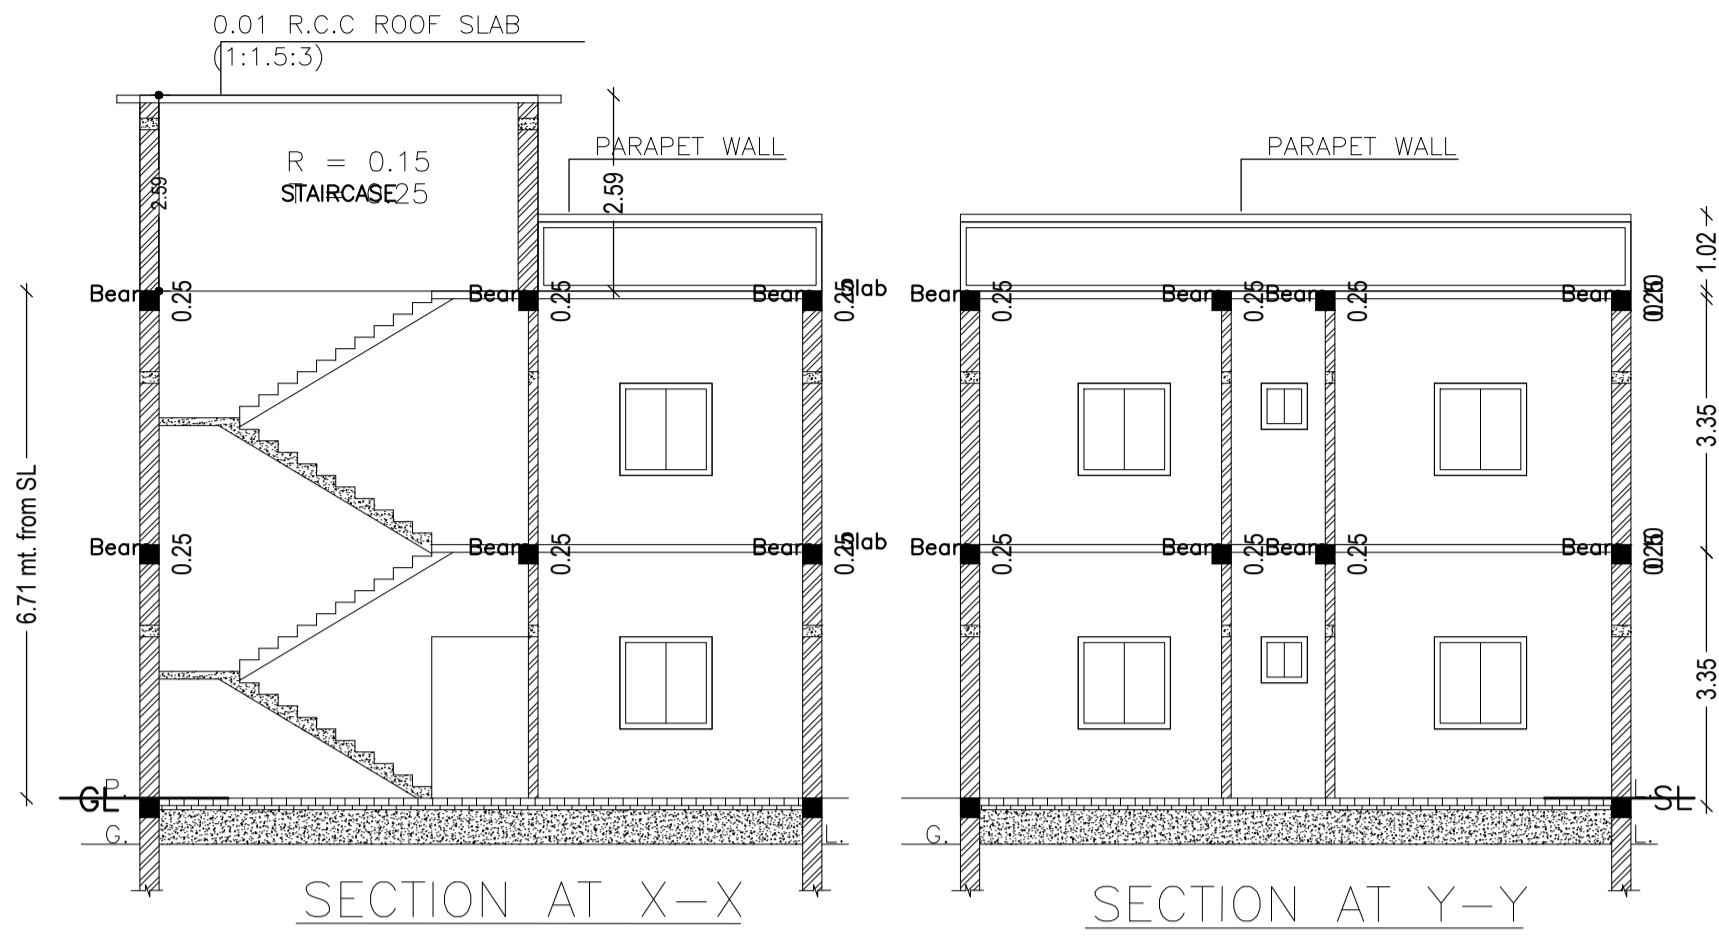 0.01 R.C.C ROOF SLAB
(1:1.5:3)
PARAPET WALL
PARAPET WALL
R = 0.15
STAIRCASE
0.25
2.59
2.59
1.02
Beam
0.25
Beam
0.25
Beam
0.25
Slab
Beam
Beam
0.25
Beam
0.25
Beam
3.35
6.71 mt. from SL
Beam
0.25
Beam
0.25
Beam
0.25
Slab
Beam
0.25
Beam
0.25
Beam
0.25
Beam
3.35
P.
GL
L.
SL
G.
L.
G.
L.
SECTION AT X-X
SECTION AT Y-Y